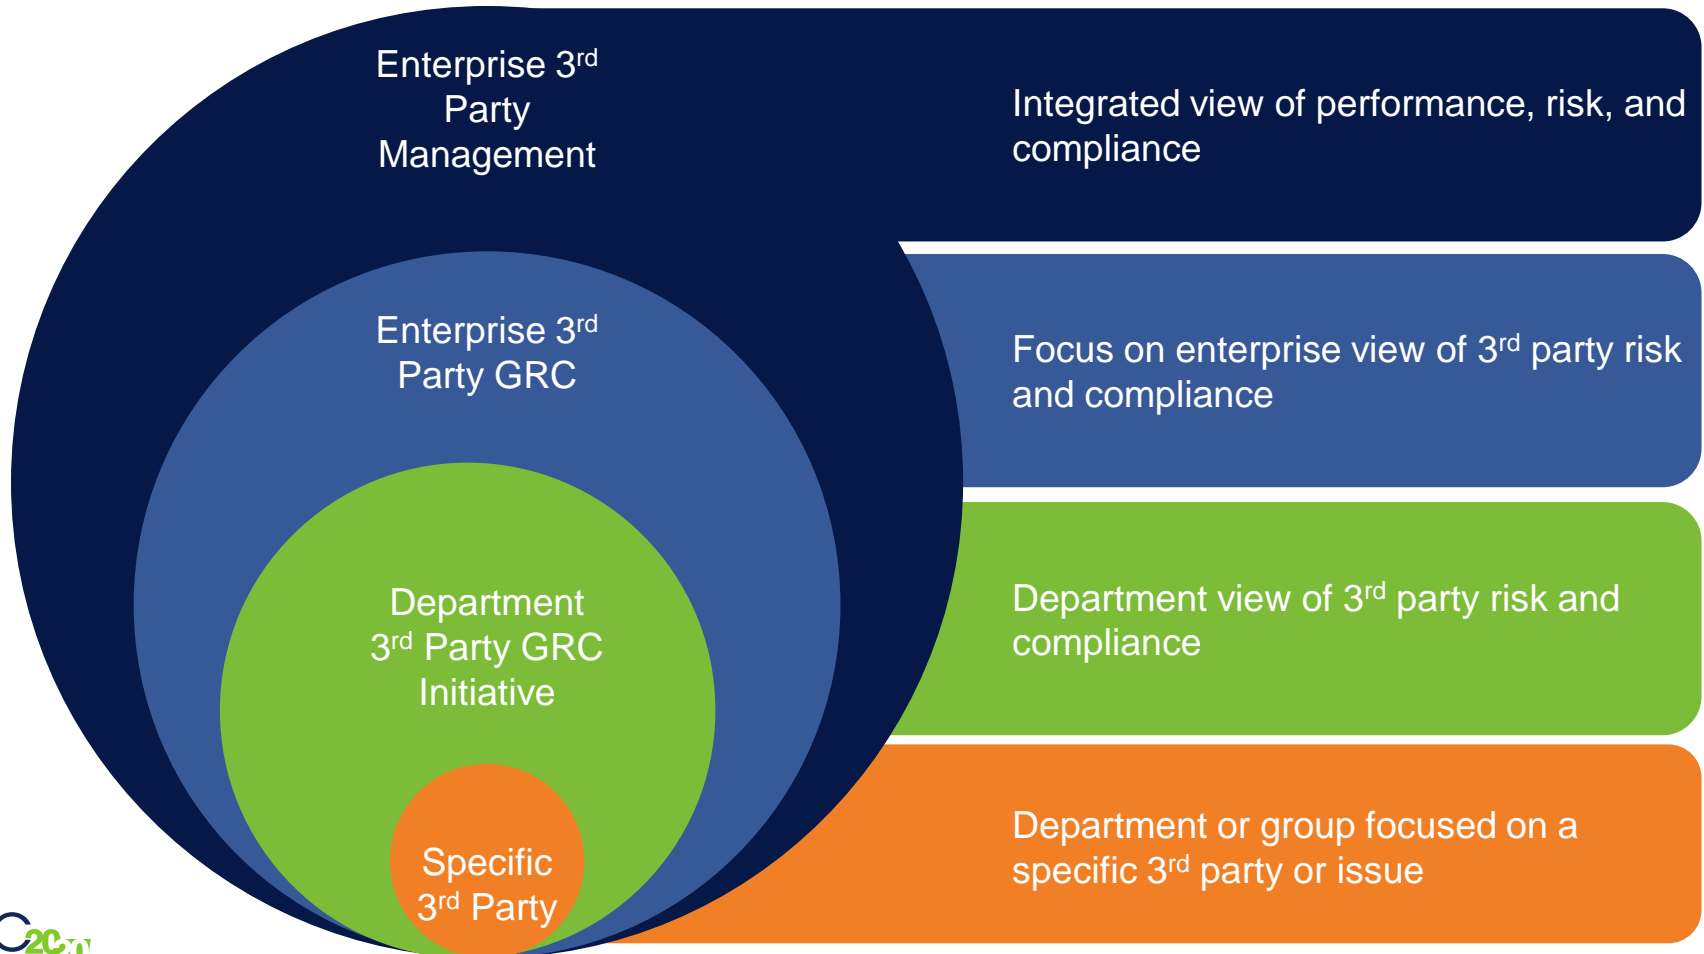 Enterprise 3rd
Party
Management
Integrated view of performance, risk, and
compliance
Enterprise 3rd
Party GRC
Focus on enterprise view of 3rd party risk
and compliance
Department
3rd Party GRC
Initiative
Department view of 3rd party risk and
compliance
Specific
3rd Party
Department or group focused on a
specific 3rd party or issue